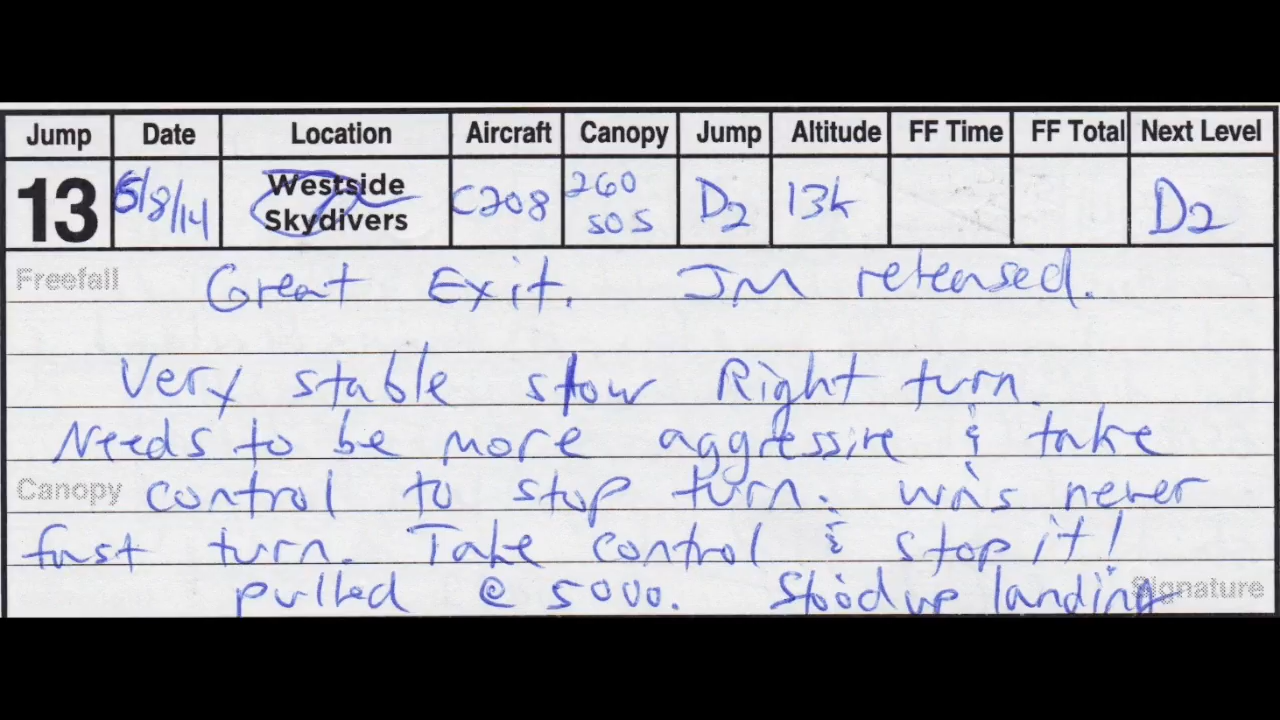 Jump Date Location Aircraft Canopy Jump Altitude FF Time FF Total Next Level
13 5/8/14 Westside Skydivers C208 260 SOS D2 13k D2
Freefall Great Exit. JM released.
Very stable slow Right turn
Needs to be more aggressive & take
Canopy control to stop turn. was never
fast turn. Take control & stop it!
pulled @ 5000. Stood up landing
Signature